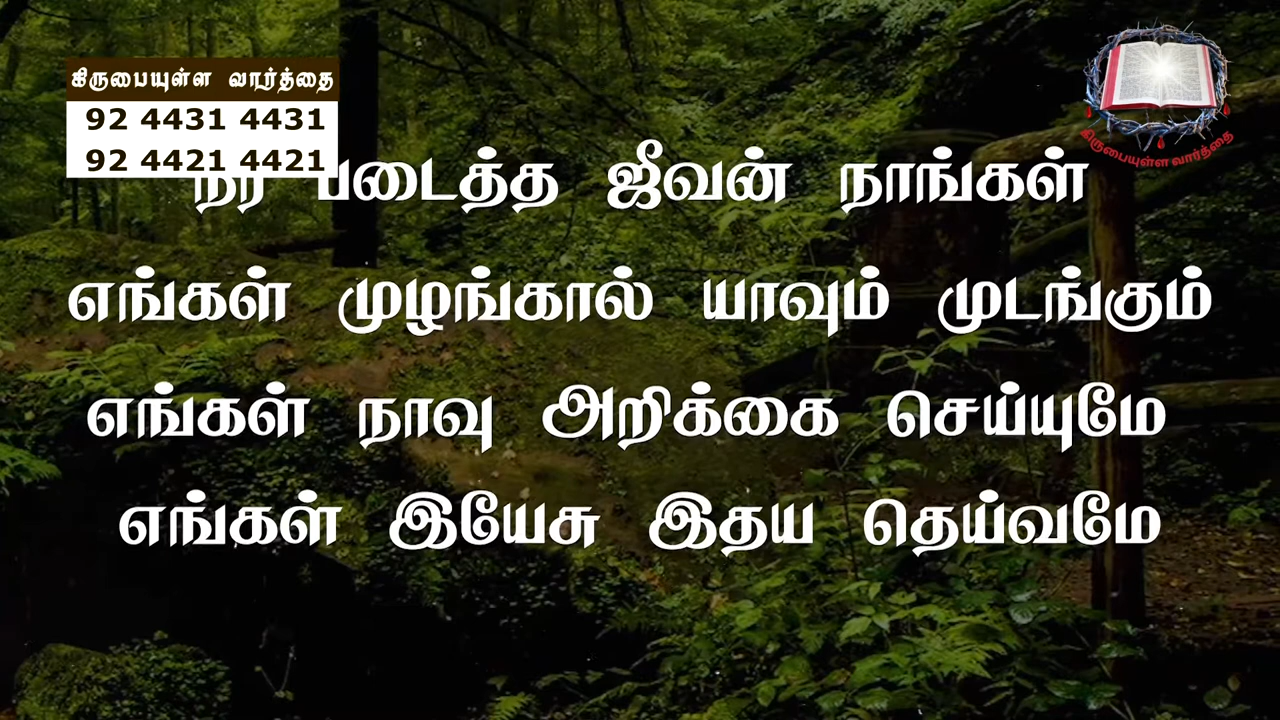 கிருபையுள்ள வார்த்தை
92 4431 4431
92 4421 4421
கிருபையுள்ள வார்த்தை
நீர் படைத்த ஜீவன் நாங்கள்
எங்கள் முழங்கால் யாவும் முடங்கும்
எங்கள் நாவு அறிக்கை செய்யுமே
எங்கள் இயேசு இதய தெய்வமே